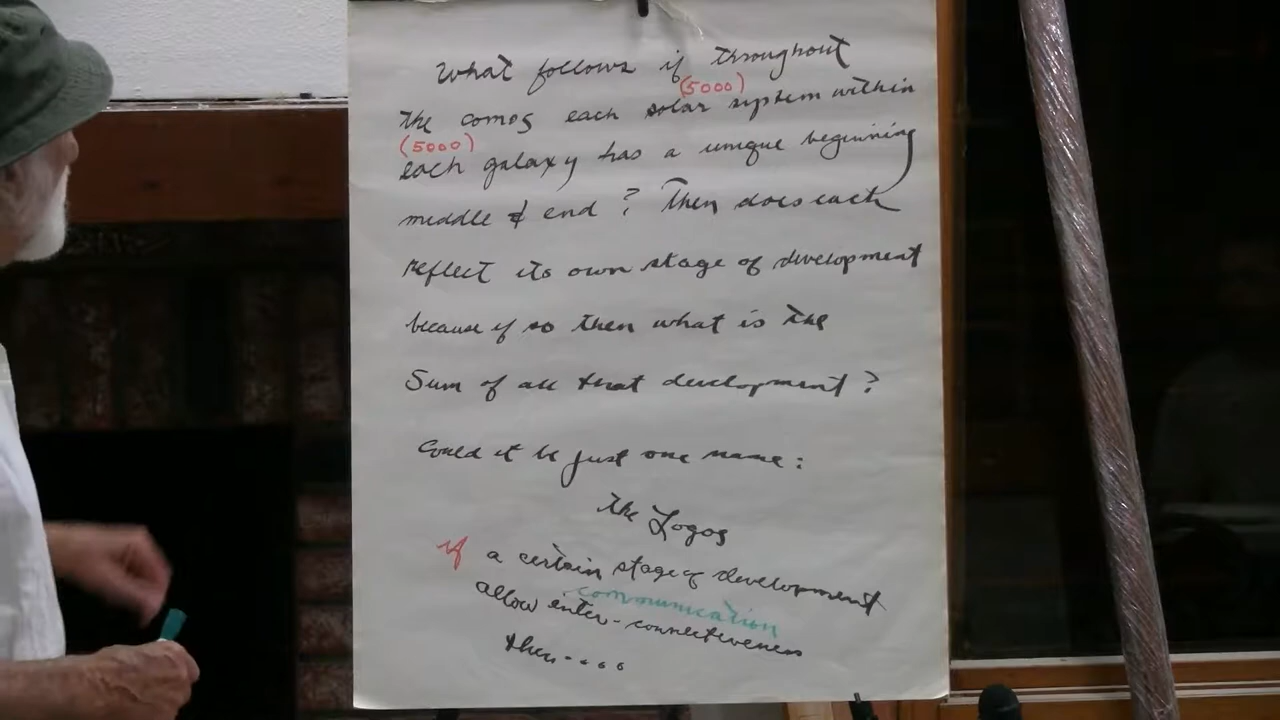 What follows if throughout
(5000)
the comos each solar system within
(5000)
each galaxy has a unique beginning
middle & end ? Then does each
reflect its own stage of development
because if so then what is the
Sum of all that development ?
Could it be just one name :
the Logos
if a certain stage of development
communication
allow inter-connectiveness
then....